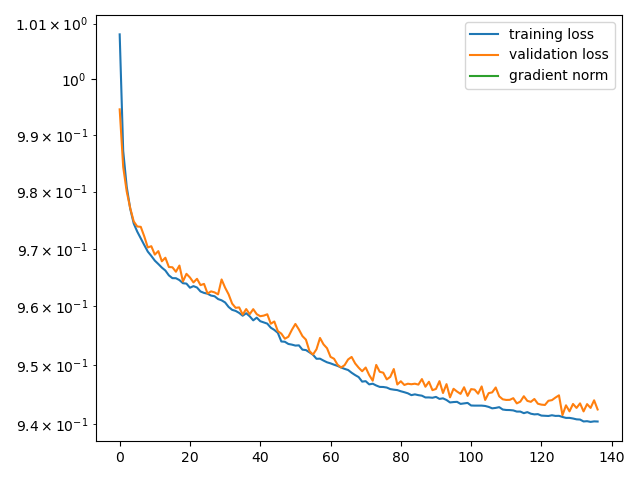 1.01 × 10⁰
10⁰
9.9 × 10⁻¹
9.8 × 10⁻¹
9.7 × 10⁻¹
9.6 × 10⁻¹
9.5 × 10⁻¹
9.4 × 10⁻¹
training loss
validation loss
gradient norm
0 20 40 60 80 100 120 140